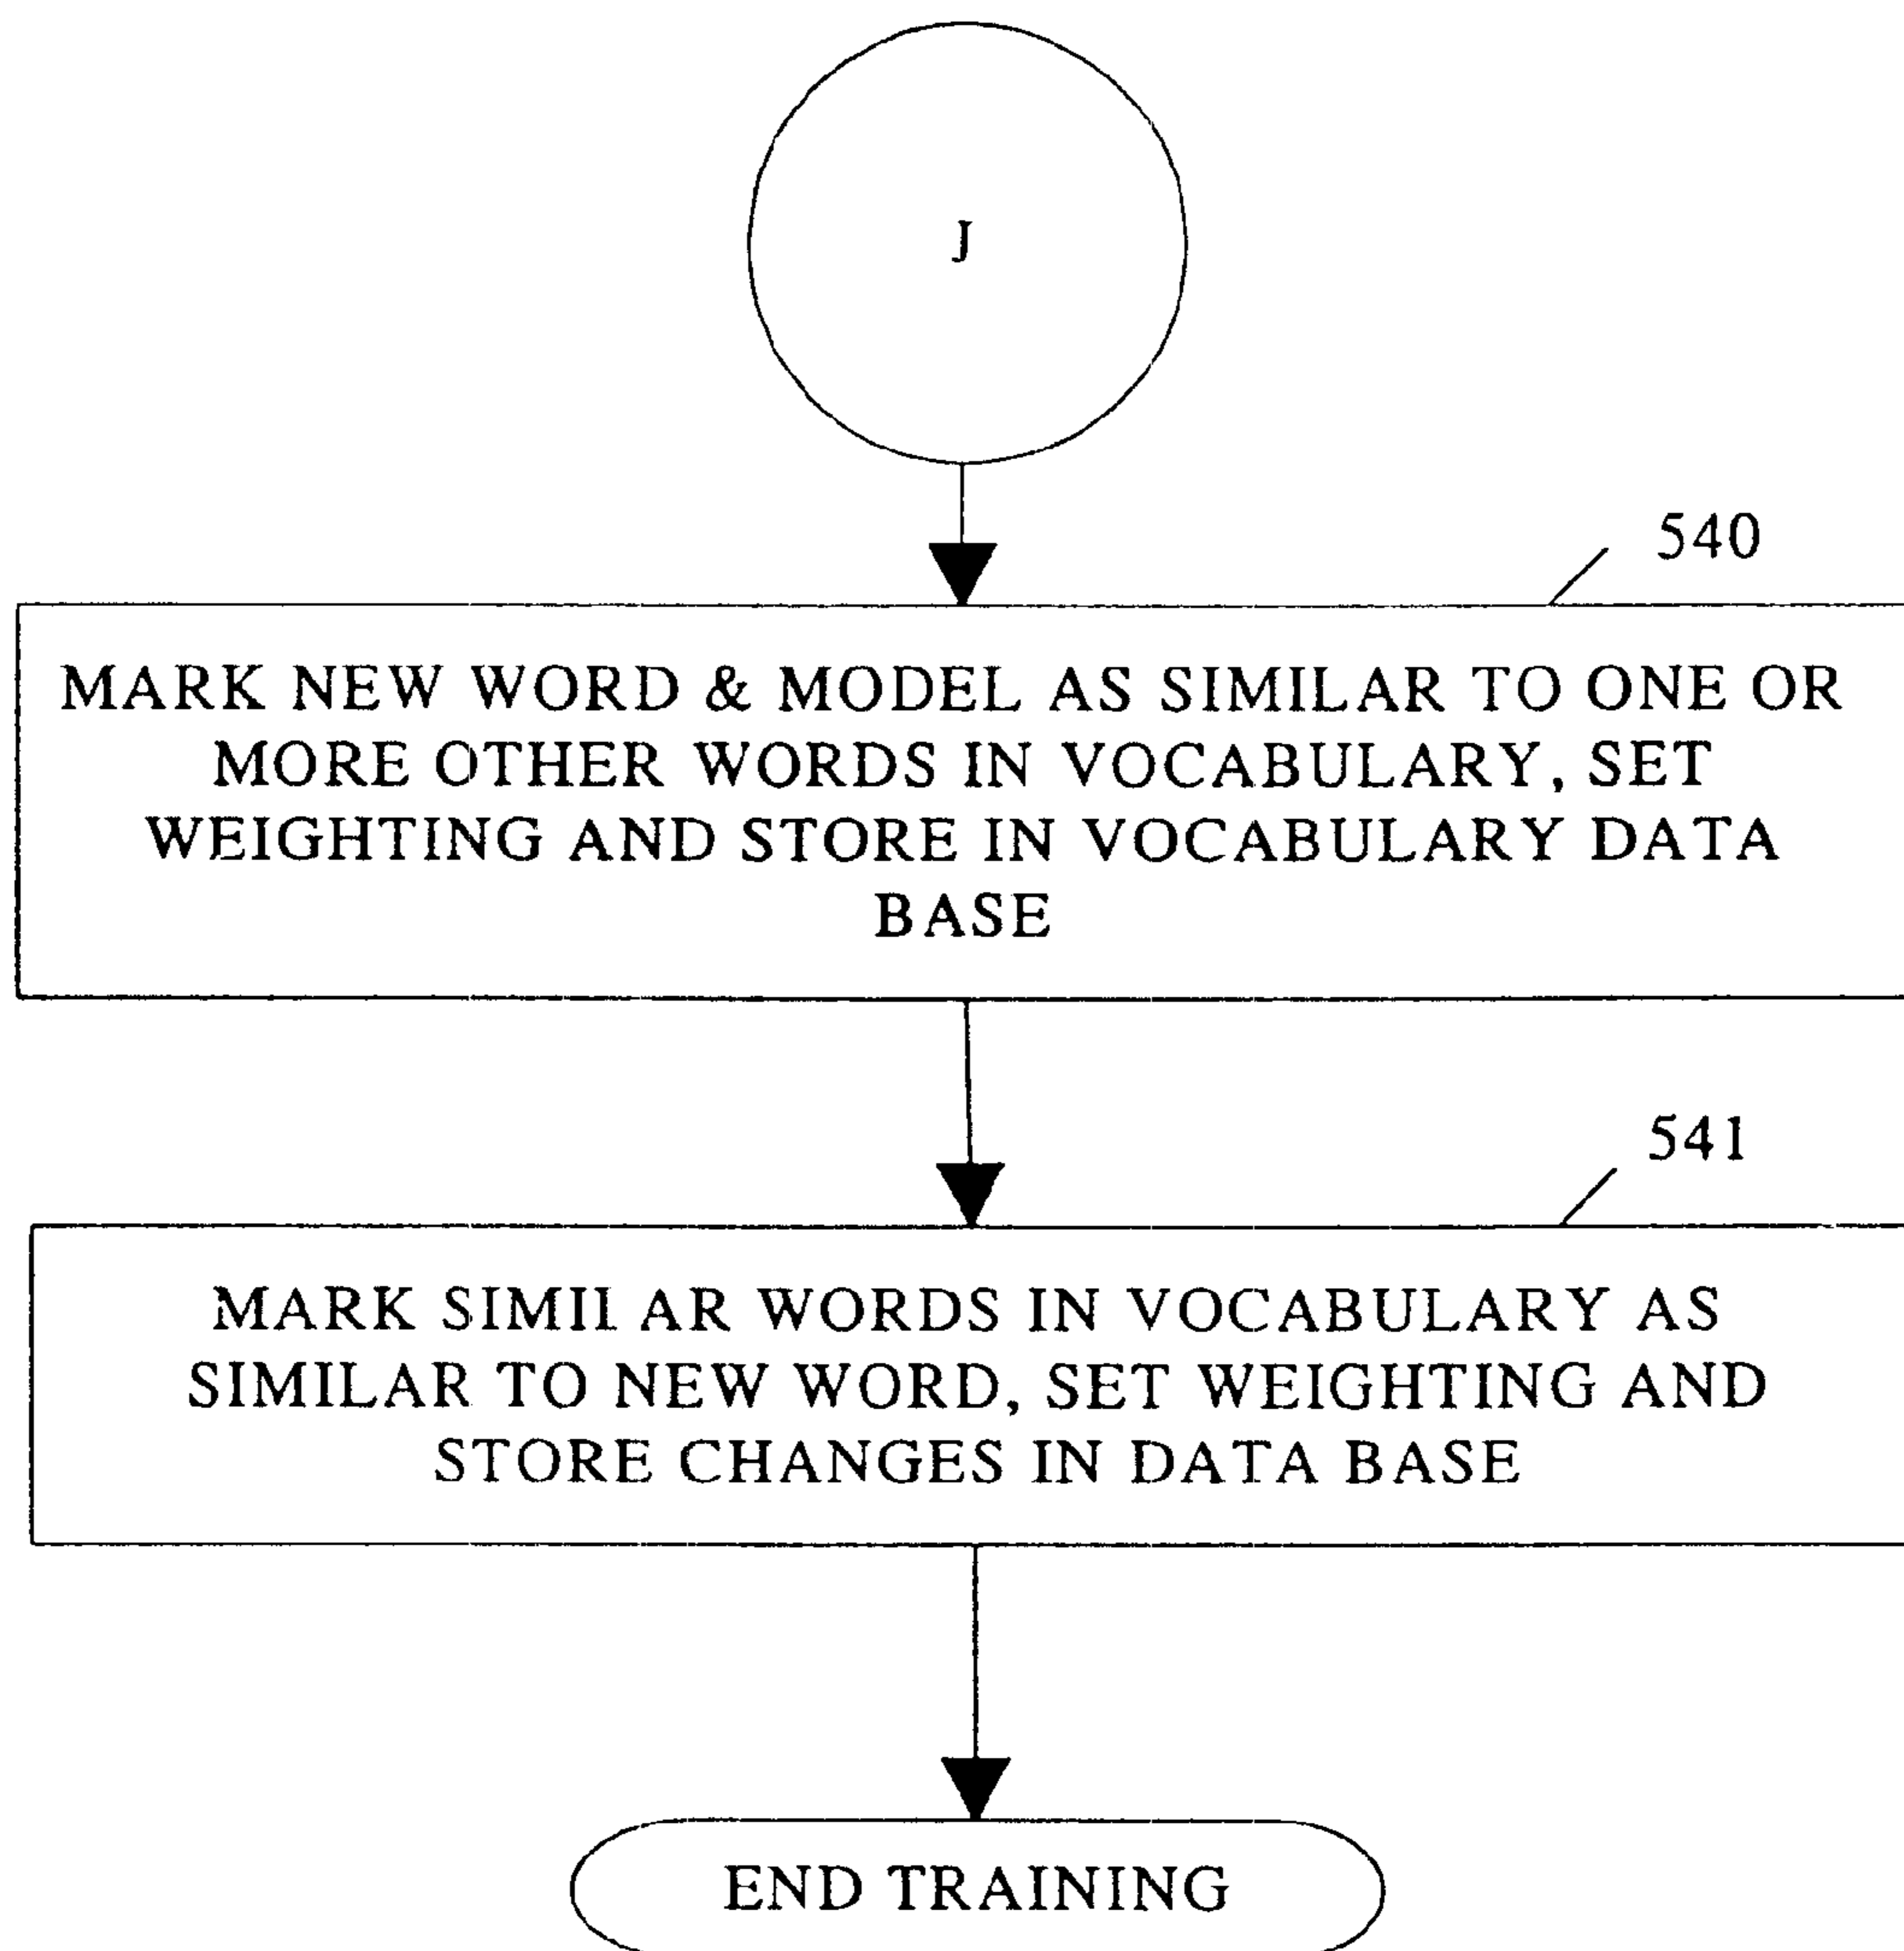 J
540
MARK NEW WORD & MODEL AS SIMILAR TO ONE OR
MORE OTHER WORDS IN VOCABULARY, SET
WEIGHTING AND STORE IN VOCABULARY DATA
BASE
541
MARK SIMII AR WORDS IN VOCABULARY AS
SIMILAR TO NEW WORD, SET WEIGHTING AND
STORE CHANGES IN DATA BASE
END TRAINING